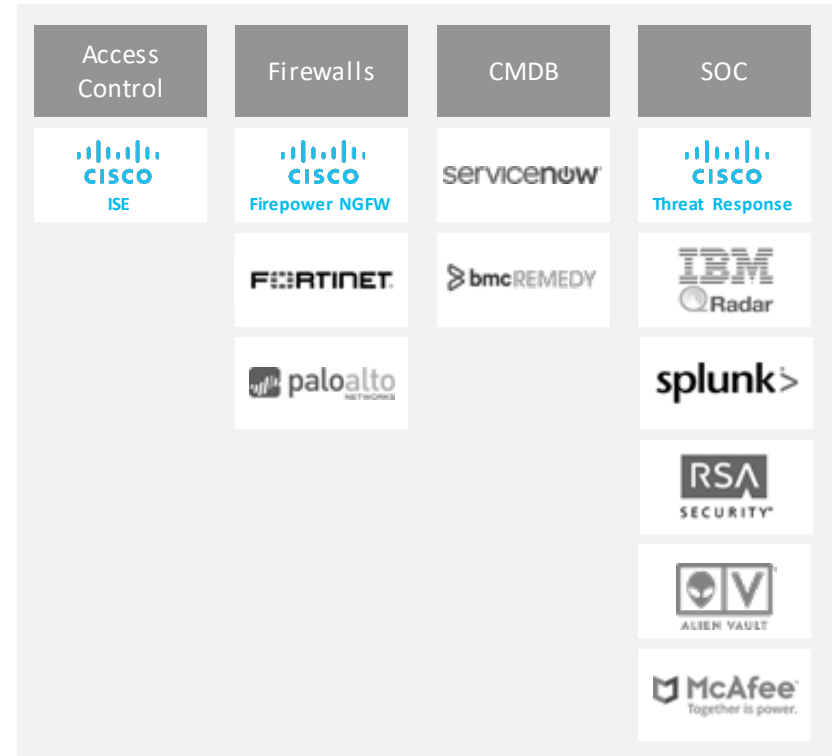 Access
Control
Firewalls
CMDB
SOC
CISCO
ISE
CISCO
Firepower NGFW
servicenow
CISCO
Threat Response
FORTINET
bmcREMEDY
IBM
QRadar
paloalto
NETWORKS
splunk>
RSA
SECURITY
ALIEN VAULT
McAfee
Together is power.